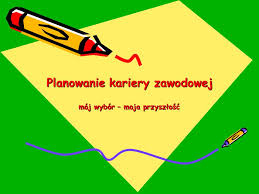 Planowanie kariery zawodowej
mój wybór – moja przyszłość